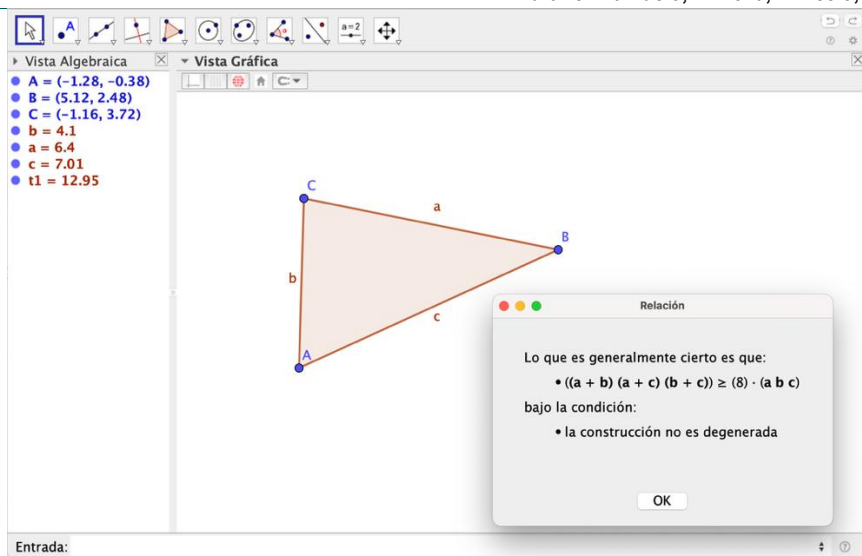 a=2
Vista Algebraica
Vista Gráfica
A = (-1.28, -0.38)
B = (5.12, 2.48)
C = (-1.16, 3.72)
b = 4.1
a = 6.4
c = 7.01
t1 = 12.95
C
a
B
b
c
A
Relación
Lo que es generalmente cierto es que:
• ((a + b) (a + c) (b + c)) ≥ (8) · (a b c)
bajo la condición:
• la construcción no es degenerada
OK
Entrada: